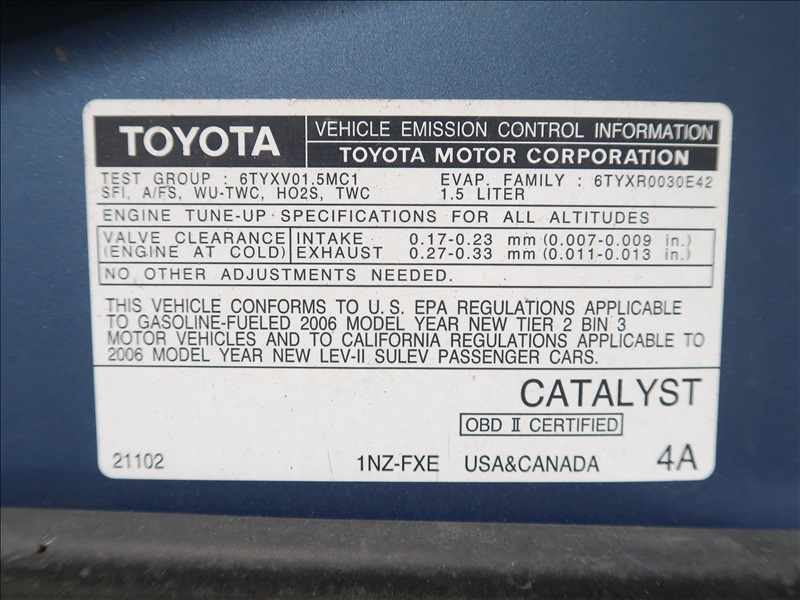 TOYOTA
VEHICLE EMISSION CONTROL INFORMATION
TOYOTA MOTOR CORPORATION
TEST GROUP : 6TYXV01.5MC1 EVAP. FAMILY : 6TYXR0030E42
SFI, A/FS, WU-TWC, HO2S, TWC 1.5 LITER
ENGINE TUNE-UP SPECIFICATIONS FOR ALL ALTITUDES
VALVE CLEARANCE INTAKE 0.17-0.23 mm (0.007-0.009 in.)
(ENGINE AT COLD) EXHAUST 0.27-0.33 mm (0.011-0.013 in.)
NO OTHER ADJUSTMENTS NEEDED.
THIS VEHICLE CONFORMS TO U.S. EPA REGULATIONS APPLICABLE
TO GASOLINE-FUELED 2006 MODEL YEAR NEW TIER 2 BIN 3
MOTOR VEHICLES AND TO CALIFORNIA REGULATIONS APPLICABLE TO
2006 MODEL YEAR NEW LEV-II SULEV PASSENGER CARS.
CATALYST
OBD II CERTIFIED
21102 1NZ-FXE USA&CANADA 4A